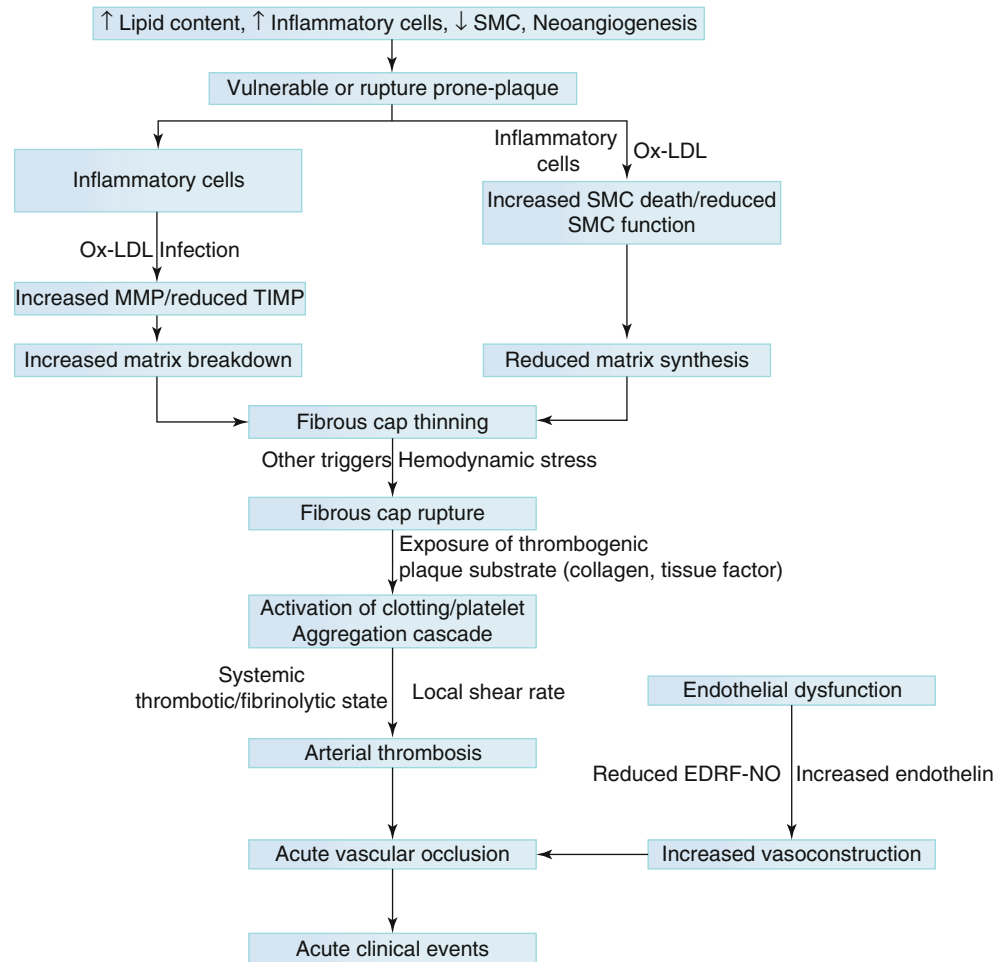 ↑ Lipid content, ↑ Inflammatory cells, ↓ SMC, Neoangiogenesis
Vulnerable or rupture prone-plaque
Inflammatory cells
Inflammatory
cells
Ox-LDL
Increased SMC death/reduced
SMC function
Ox-LDL Infection
Increased MMP/reduced TIMP
Increased matrix breakdown
Reduced matrix synthesis
Fibrous cap thinning
Other triggers Hemodynamic stress
Fibrous cap rupture
Exposure of thrombogenic
plaque substrate (collagen, tissue factor)
Activation of clotting/platelet
Aggregation cascade
Systemic
thrombotic/fibrinolytic state
Local shear rate
Endothelial dysfunction
Arterial thrombosis
Reduced EDRF-NO Increased endothelin
Acute vascular occlusion
Increased vasoconstruction
Acute clinical events